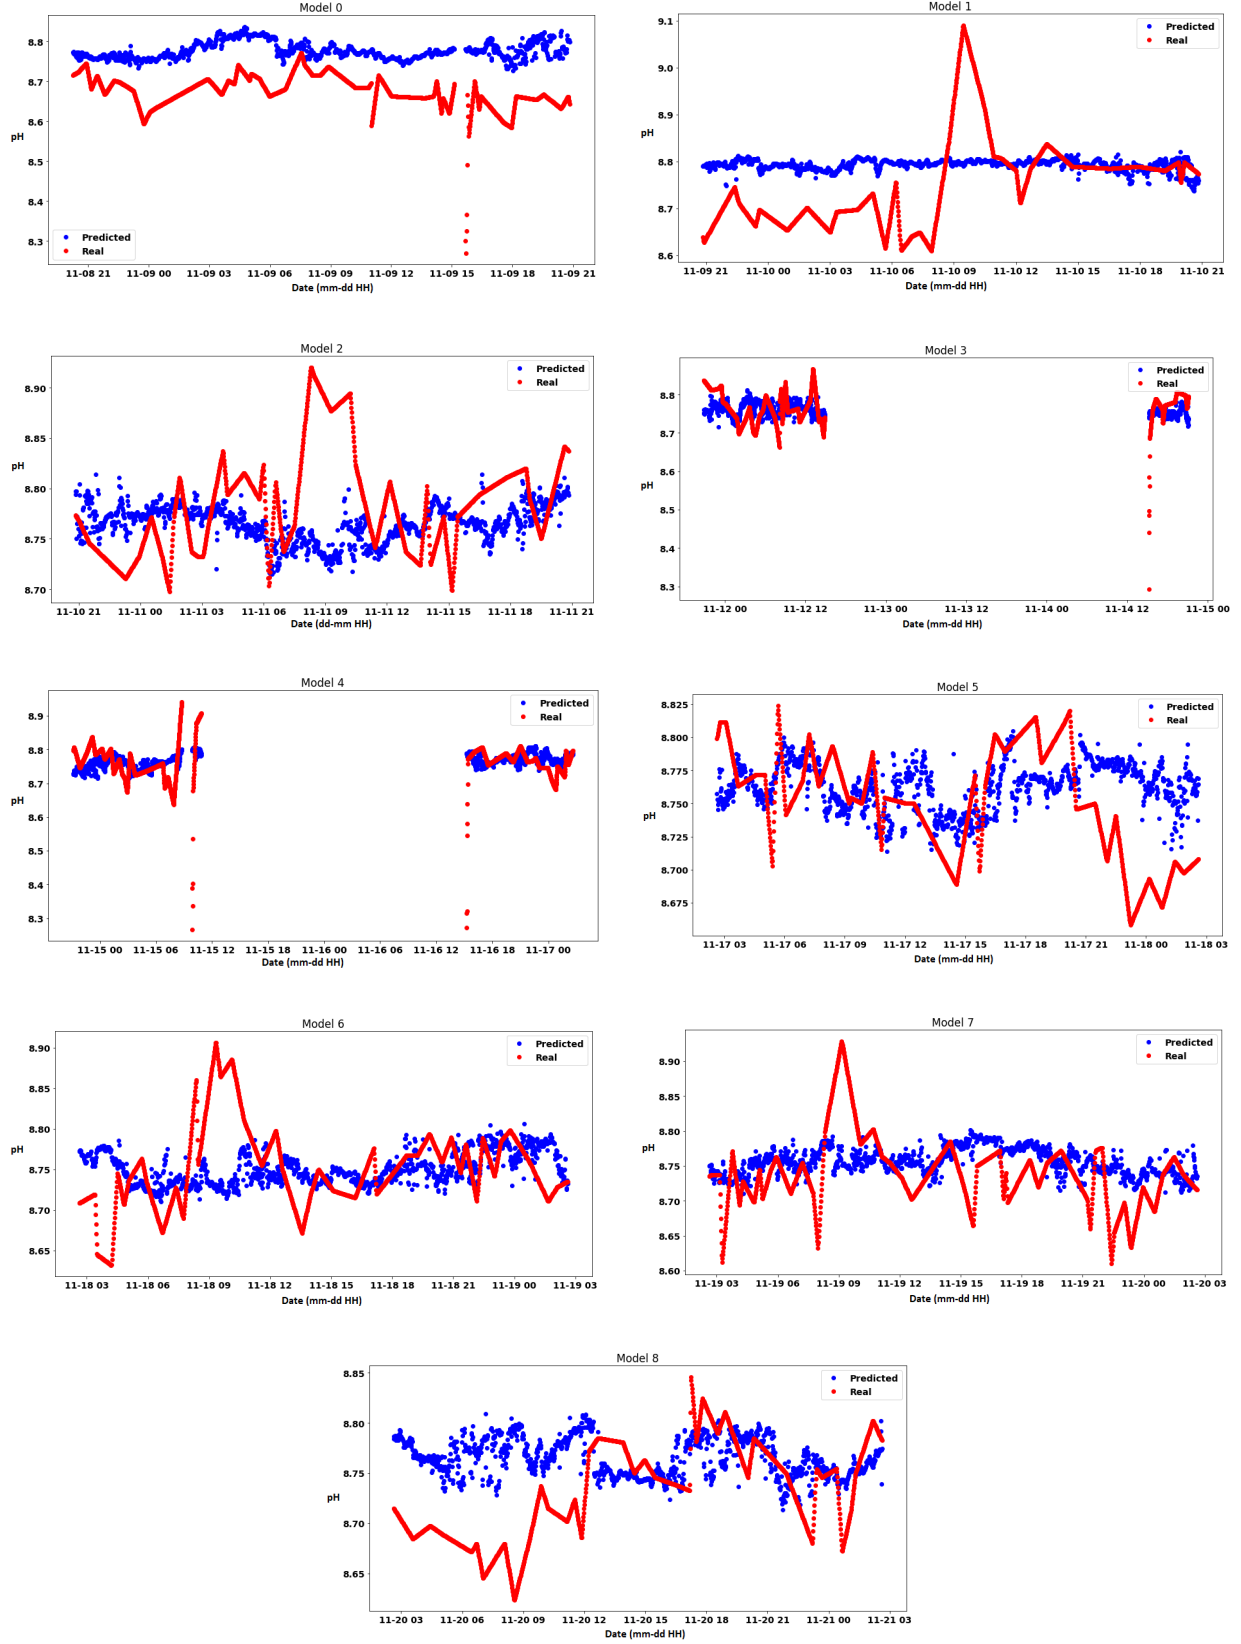 Model 0
8.8
8.7
8.6
8.5
8.4
8.3
pH
Predicted
Real
11-08 21 11-09 00 11-09 03 11-09 06 11-09 09 11-09 12 11-09 15 11-09 18 11-09 21
Date (mm-dd HH)
Model 1
9.1
9.0
8.9
8.8
8.7
8.6
pH
Predicted
Real
11-09 21 11-10 00 11-10 03 11-10 06 11-10 09 11-10 12 11-10 15 11-10 18 11-10 21
Date (mm-dd HH)
Model 2
8.90
8.85
8.80
8.75
8.70
pH
Predicted
Real
11-10 21 11-11 00 11-11 03 11-11 06 11-11 09 11-11 12 11-11 15 11-11 18 11-11 21
Date (dd-mm HH)
Model 3
8.8
8.7
8.6
8.5
8.4
8.3
pH
Predicted
Real
11-12 00 11-12 12 11-13 00 11-13 12 11-14 00 11-14 12 11-15 00
Date (mm-dd HH)
Model 4
8.9
8.8
8.7
8.6
8.5
8.4
8.3
pH
Predicted
Real
11-15 00 11-15 06 11-15 12 11-15 18 11-16 00 11-16 06 11-16 12 11-16 18 11-17 00
Date (mm-dd HH)
Model 5
8.825
8.800
8.775
8.750
8.725
8.700
8.675
pH
Predicted
Real
11-17 03 11-17 06 11-17 09 11-17 12 11-17 15 11-17 18 11-17 21 11-18 00 11-18 03
Date (mm-dd HH)
Model 6
8.90
8.85
8.80
8.75
8.70
8.65
pH
Predicted
Real
11-18 03 11-18 06 11-18 09 11-18 12 11-18 15 11-18 18 11-18 21 11-19 00 11-19 03
Date (mm-dd HH)
Model 7
8.90
8.85
8.80
8.75
8.70
8.65
8.60
pH
Predicted
Real
11-19 03 11-19 06 11-19 09 11-19 12 11-19 15 11-19 18 11-19 21 11-20 00 11-20 03
Date (mm-dd HH)
Model 8
8.85
8.80
8.75
8.70
8.65
pH
Predicted
Real
11-20 03 11-20 06 11-20 09 11-20 12 11-20 15 11-20 18 11-20 21 11-21 00 11-21 03
Date (mm-dd HH)